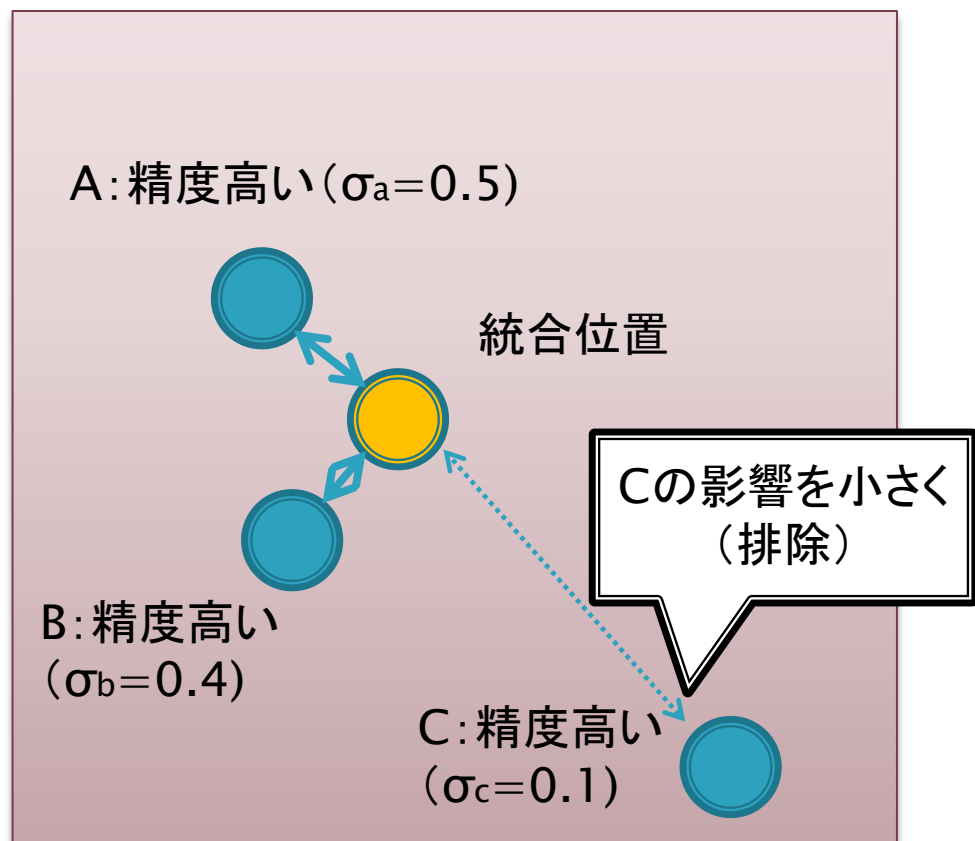 A：精度高い（σa＝0.5）
統合位置
Cの影響を小さく
（排除）
B：精度高い
（σb＝0.4）
C：精度高い
（σc＝0.1）